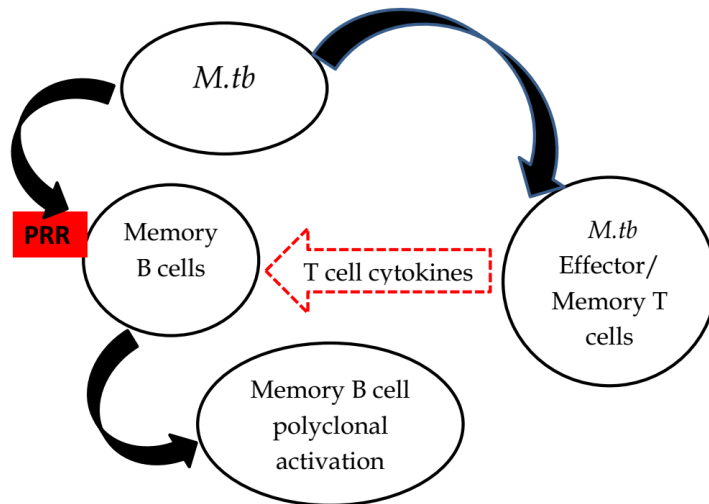 M.tb
PRR
Memory
B cells
T cell cytokines
M.tb
Effector/
Memory T
cells
Memory B cell
polyclonal
activation